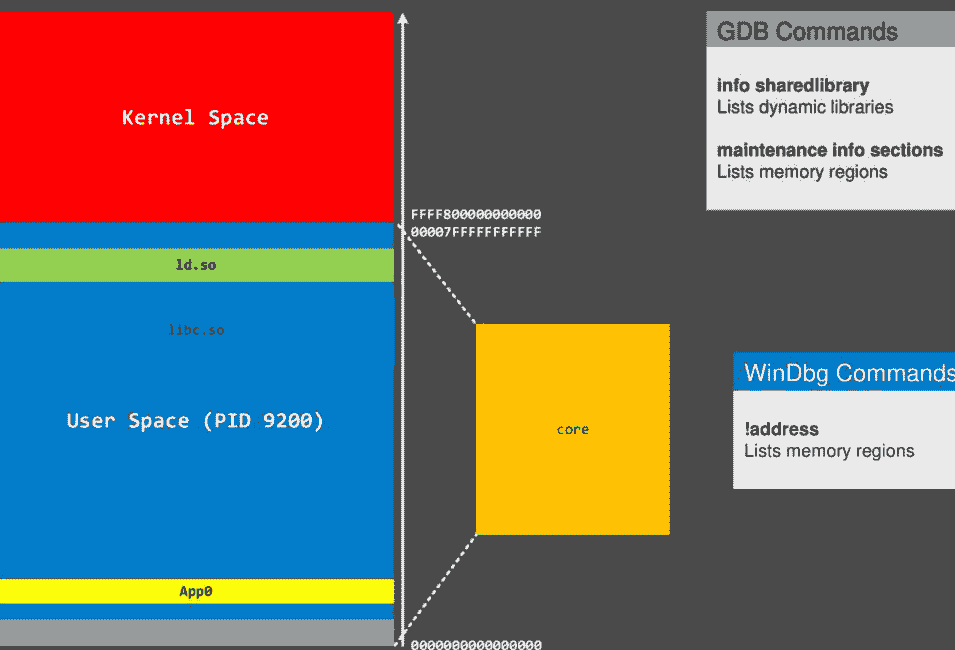 GDB Commands
info sharedlibrary
Lists dynamic libraries
maintenance info sections
Lists memory regions
Kernel Space
FFFF800000000000
00007FFFFFFFFFFF
ld.so
libc.so
User Space (PID 9200)
core
WinDbg Commands
!address
Lists memory regions
App0
0000000000000000